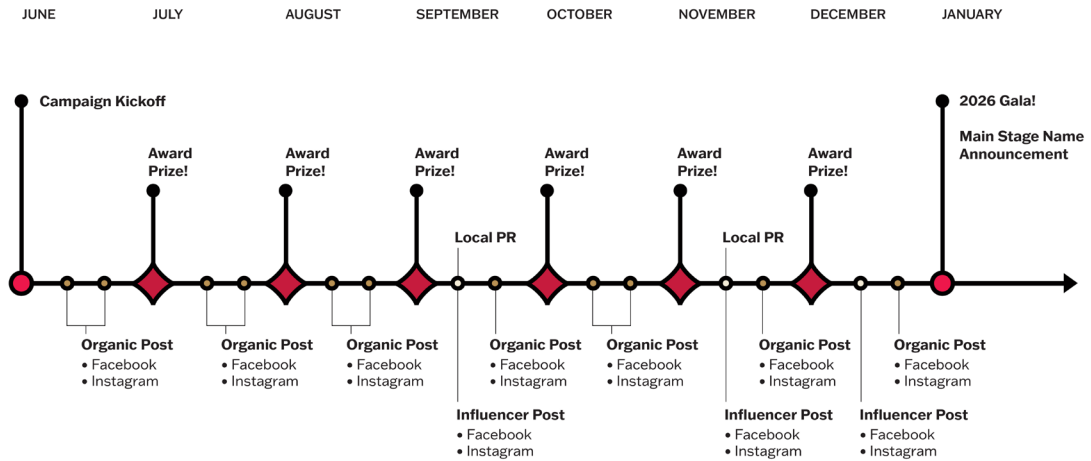 JUNE JULY AUGUST SEPTEMBER OCTOBER NOVEMBER DECEMBER JANUARY
Campaign Kickoff
2026 Gala!
Main Stage Name
Announcement
Award
Prize!
Award
Prize!
Award
Prize!
Award
Prize!
Award
Prize!
Award
Prize!
Local PR
Local PR
Organic Post
• Facebook
• Instagram
Organic Post
• Facebook
• Instagram
Organic Post
• Facebook
• Instagram
Organic Post
• Facebook
• Instagram
Organic Post
• Facebook
• Instagram
Organic Post
• Facebook
• Instagram
Organic Post
• Facebook
• Instagram
Influencer Post
• Facebook
• Instagram
Influencer Post
• Facebook
• Instagram
Influencer Post
• Facebook
• Instagram